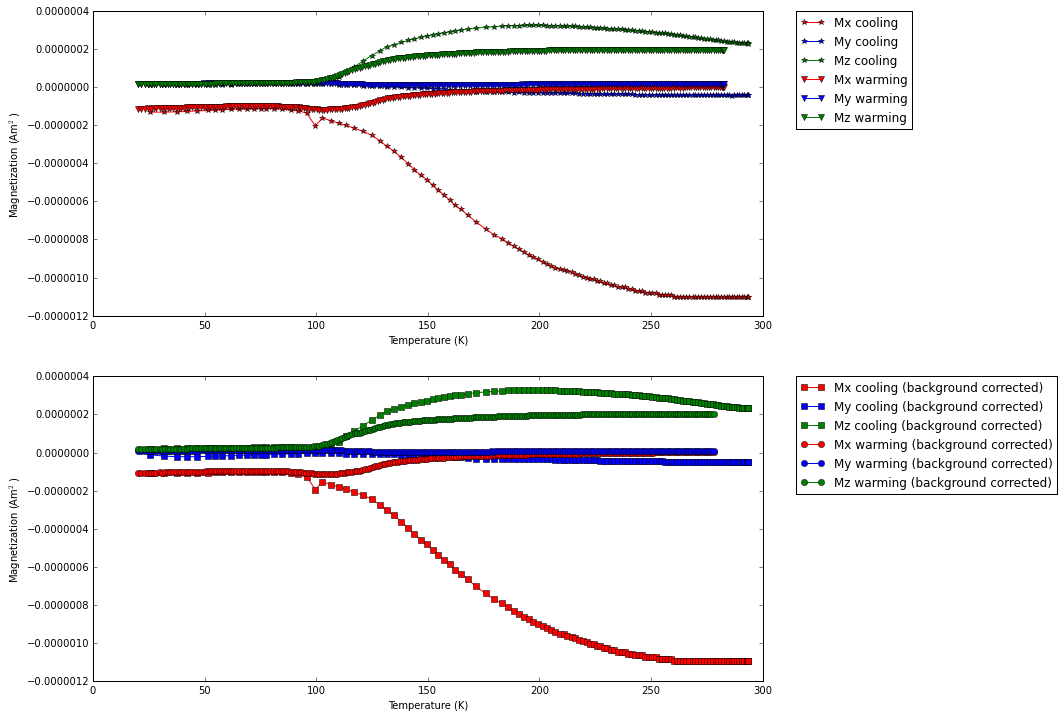 0.0000004
0.0000002
0.0000000
−0.0000002
−0.0000004
−0.0000006
−0.0000008
−0.0000010
−0.0000012
Magnetization (Am²)
0 50 100 150 200 250 300
Temperature (K)
Mx cooling
My cooling
Mz cooling
Mx warming
My warming
Mz warming
0.0000004
0.0000002
0.0000000
−0.0000002
−0.0000004
−0.0000006
−0.0000008
−0.0000010
−0.0000012
Magnetization (Am²)
0 50 100 150 200 250 300
Temperature (K)
Mx cooling (background corrected)
My cooling (background corrected)
Mz cooling (background corrected)
Mx warming (background corrected)
My warming (background corrected)
Mz warming (background corrected)